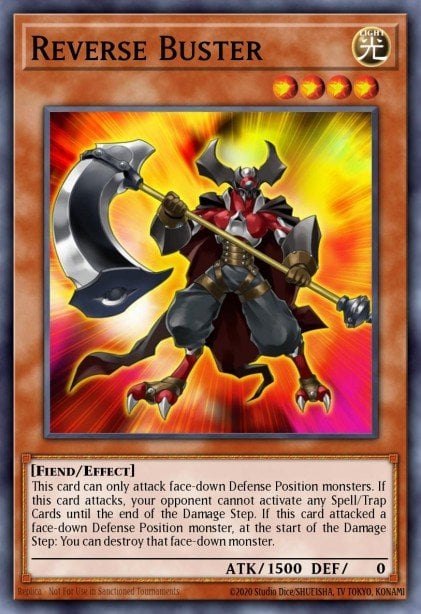 REVERSE BUSTER
LIGHT
光
[FIEND/EFFECT]
This card can only attack face-down Defense Position monsters. If
this card attacks, your opponent cannot activate any Spell/Trap
Cards until the end of the Damage Step. If this card attacked a
face-down Defense Position monster, at the start of the Damage
Step: You can destroy that face-down monster.
ATK/1500 DEF/ 0
Replica - Not For Use in Sanctioned Tournaments
©2020 Studio Dice/SHUEISHA, TV TOKYO, KONAMI